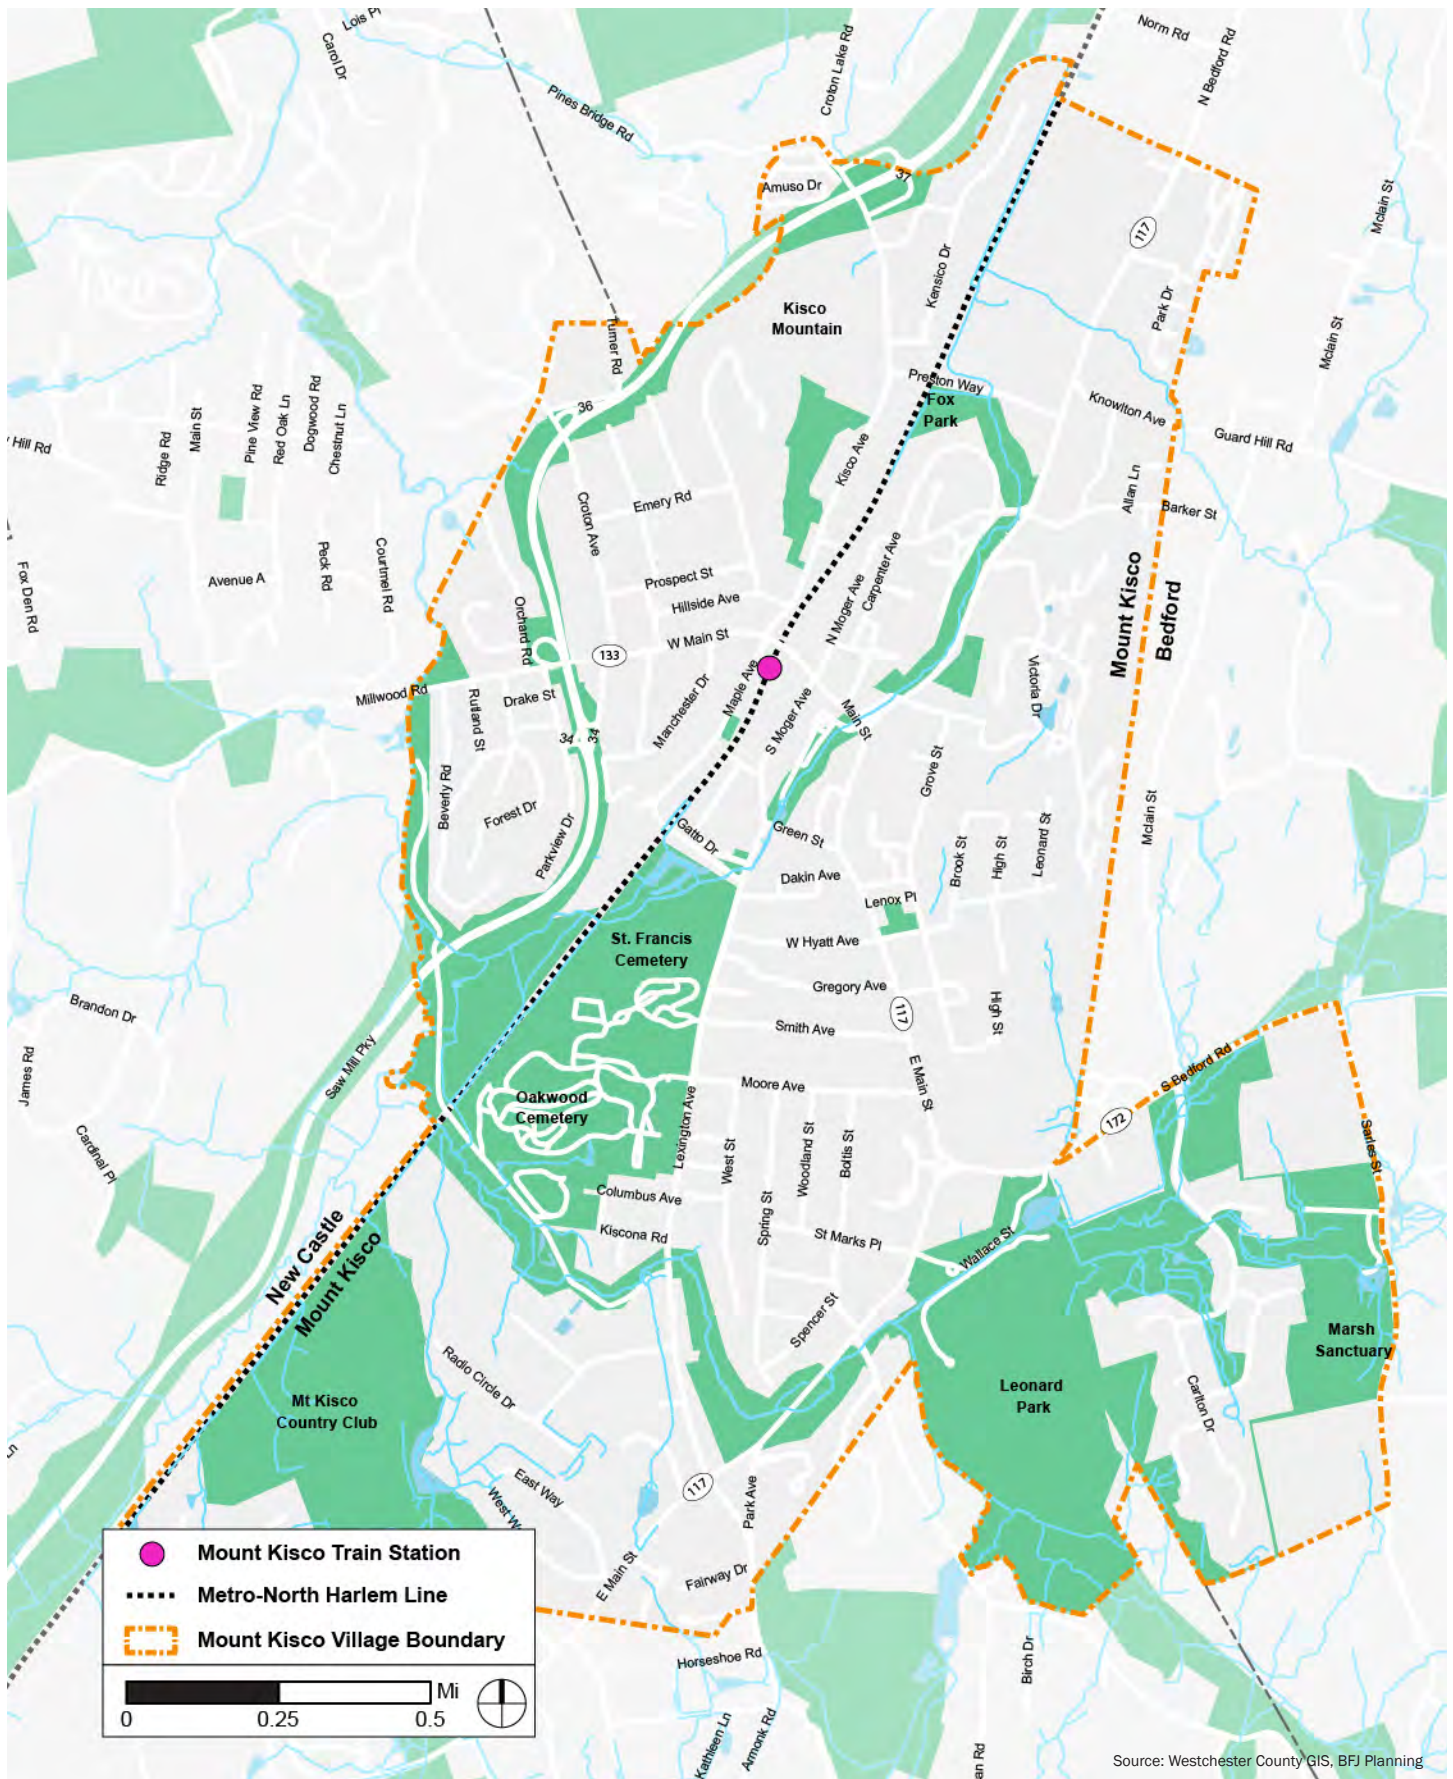 Lois Pl
Norm Rd
Carol Dr
Croton Lake Rd
N Bedford Rd
Pines Bridge Rd
37
Amuso Dr
Mclain St
117
Kensico Dr
Park Dr
Kisco
Mountain
Turner Rd
Mclain St
Preston Way
Fox
Park
Knowlton Ave
36
Hill Rd
Ridge Rd
Main St
Pine View Rd
Red Oak Ln
Dogwood Rd
Chestnut Ln
Guard Hill Rd
Kisco Ave
Allan Ln
Barker St
Emery Rd
Croton Ave
Fox Den Rd
Avenue A
Peck Rd
Courtmel Rd
Prospect St
Hillside Ave
Carpenter Ave
N Moger Ave
Mount Kisco
Bedford
Orchard Rd
133
W Main St
Millwood Rd
Rutland St
Drake St
Manchester Dr
Maple Ave
S Moger Ave
Main St
Victoria Dr
34
34
Grove St
Beverly Rd
Forest Dr
Parkview Dr
Gatto Dr
Green St
Mclain St
Brook St
High St
Leonard St
Dakin Ave
Lenox Pl
St. Francis
Cemetery
W Hyatt Ave
Gregory Ave
117
High St
Smith Ave
Brandon Dr
James Rd
Saw Mill Pky
S Bedford Rd
Moore Ave
E Main St
Oakwood
Cemetery
172
Cardinal Pl
Lexington Ave
West St
Woodland St
Boltis St
Sarles St
Columbus Ave
Spring St
Kiscona Rd
St Marks Pl
Wallace St
New Castle
Mount Kisco
Spencer St
Marsh
Sanctuary
Radio Circle Dr
Mt Kisco
Country Club
Leonard
Park
Carlton Dr
Ln
East Way
West W
117
Park Ave
E Main St
Fairway Dr
Mount Kisco Train Station
Metro-North Harlem Line
Mount Kisco Village Boundary
Mi
0 0.25 0.5
Horseshoe Rd
Birch Dr
Kathleen Ln
Armonk Rd
an Rd
Source: Westchester County GIS, BFJ Planning